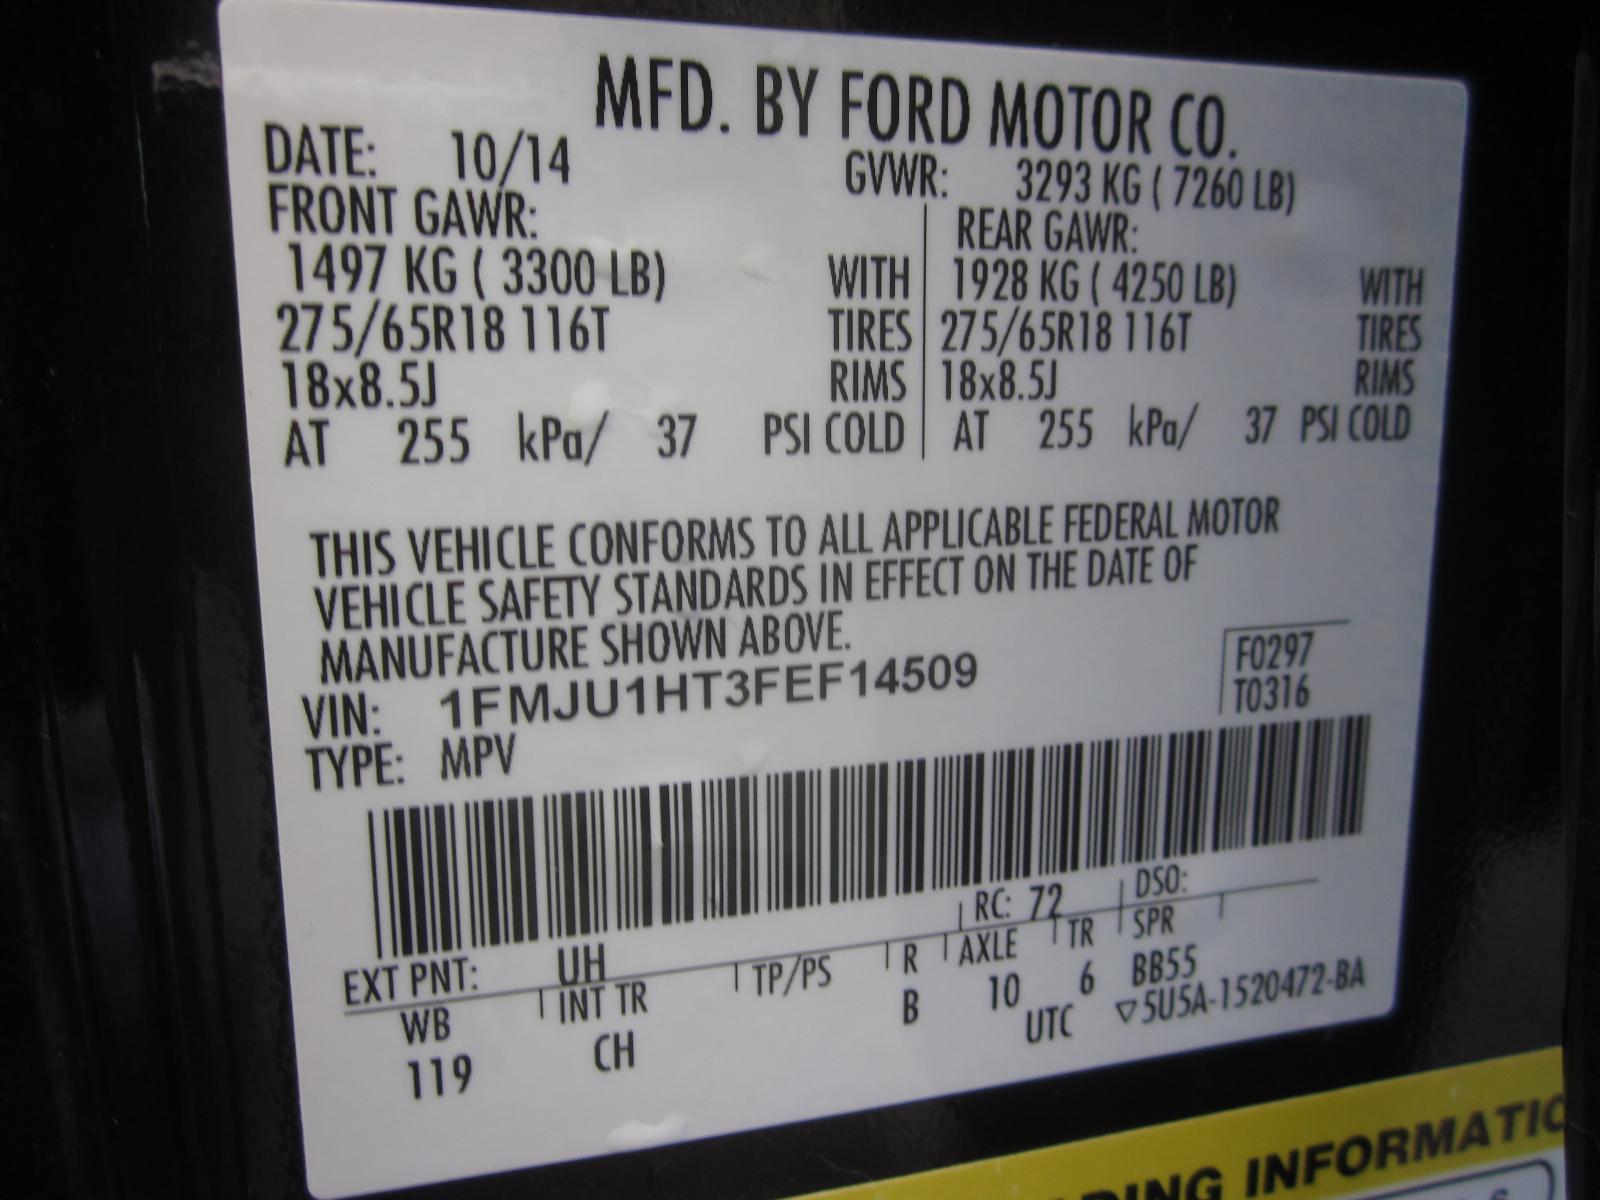 MFD. BY FORD MOTOR CO.
DATE: 10/14 GVWR: 3293 KG ( 7260 LB)
FRONT GAWR: REAR GAWR:
1497 KG ( 3300 LB) WITH 1928 KG ( 4250 LB) WITH
275/65R18 116T TIRES 275/65R18 116T TIRES
18x8.5J RIMS 18x8.5J RIMS
AT 255 kPa/ 37 PSI COLD AT 255 kPa/ 37 PSI COLD
THIS VEHICLE CONFORMS TO ALL APPLICABLE FEDERAL MOTOR
VEHICLE SAFETY STANDARDS IN EFFECT ON THE DATE OF
MANUFACTURE SHOWN ABOVE.
F0297
VIN: 1FMJU1HT3FEF14509 T0316
TYPE: MPV
EXT PNT: UH RC: 72 DSO:
WB INT TR TP/PS R AXLE TR SPR
119 CH B 10 6 BB55
UTC ▽5U5A-1520472-BA
INFORMATIO